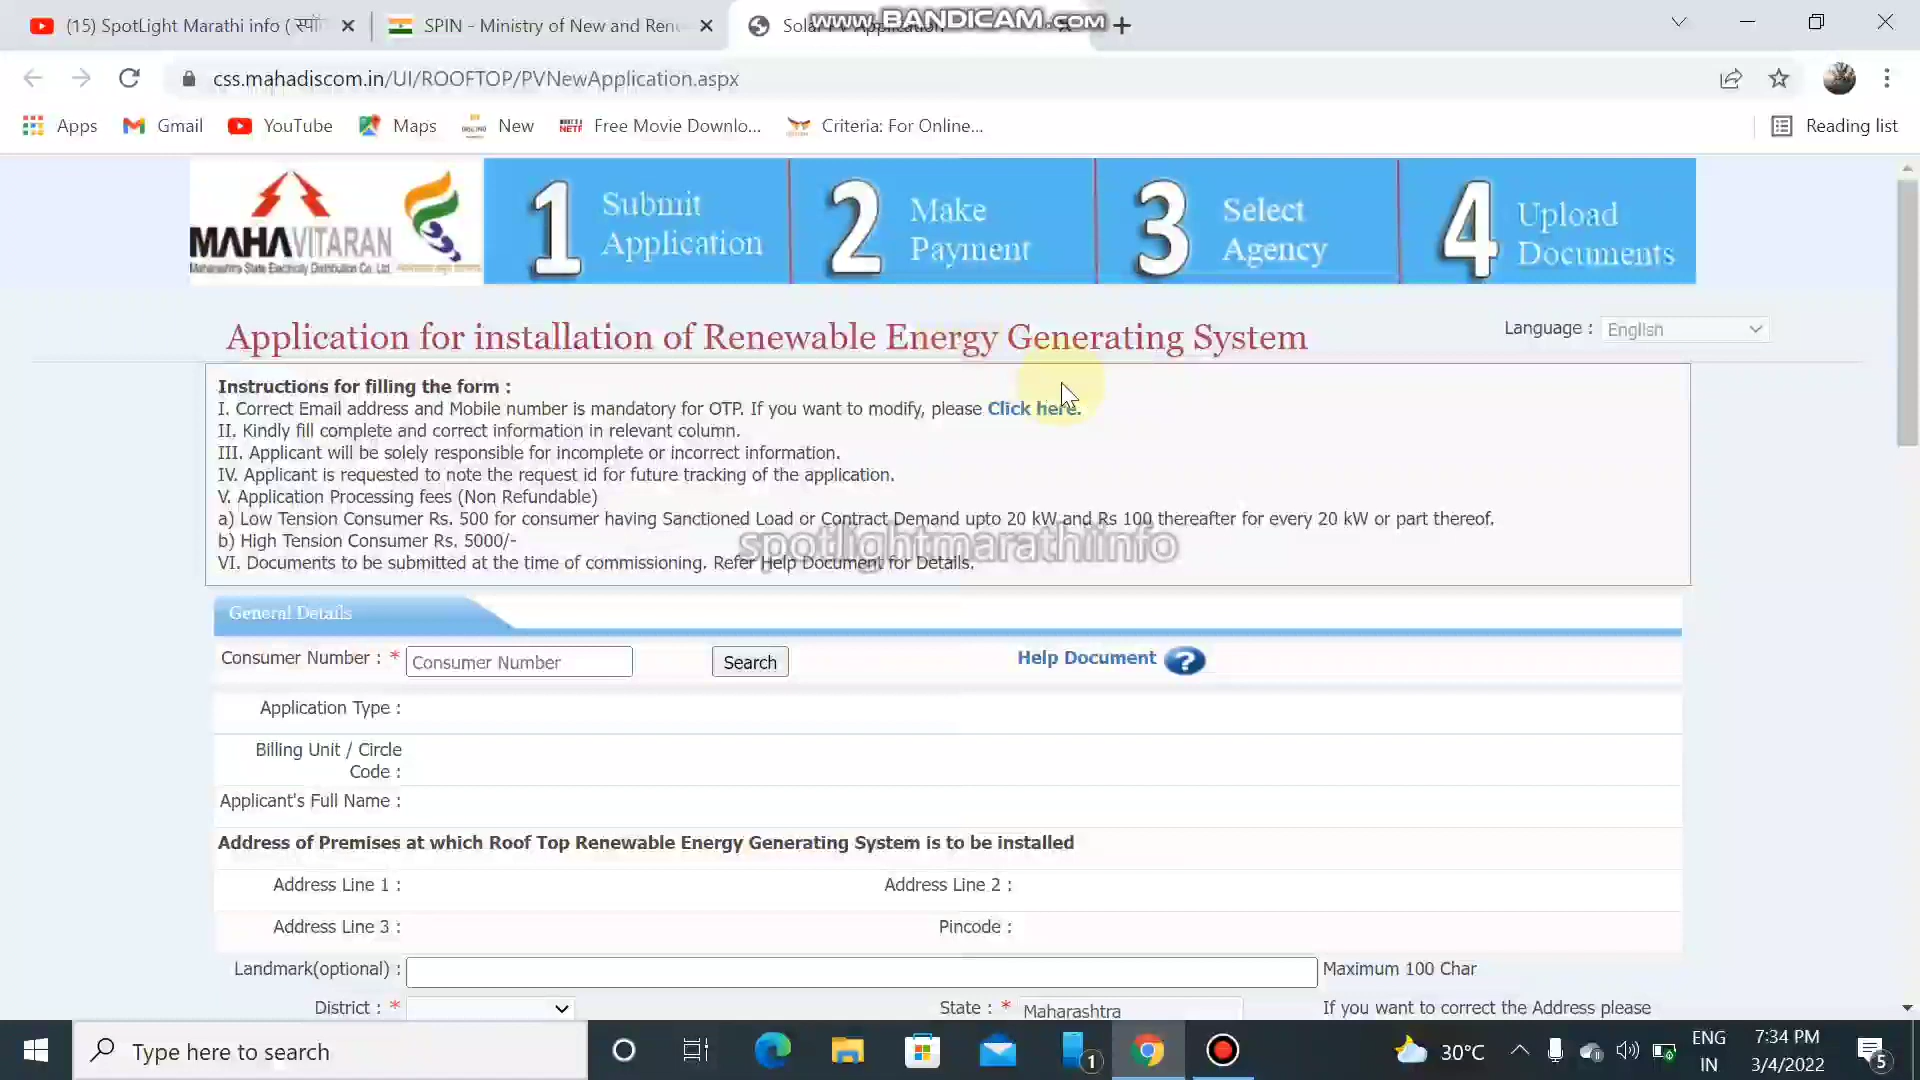 (15) SpotLight Marathi info ( स्पॉ
SPIN - Ministry of New and Rene
Solar PV Application
www.BANDICAM.com
css.mahadiscom.in/UI/ROOFTOP/PVNewApplication.aspx
Apps
Gmail
YouTube
Maps
New
Free Movie Downlo...
Criteria: For Online...
Reading list
MAHAVITARAN
Maharashtra State Electricity Distribution Co. Ltd.
1 Submit Application
2 Make Payment
3 Select Agency
4 Upload Documents
Application for installation of Renewable Energy Generating System
Language : English
Instructions for filling the form :
I. Correct Email address and Mobile number is mandatory for OTP. If you want to modify, please Click here.
II. Kindly fill complete and correct information in relevant column.
III. Applicant will be solely responsible for incomplete or incorrect information.
IV. Applicant is requested to note the request id for future tracking of the application.
V. Application Processing fees (Non Refundable)
a) Low Tension Consumer Rs. 500 for consumer having Sanctioned Load or Contract Demand upto 20 kW and Rs 100 thereafter for every 20 kW or part thereof.
b) High Tension Consumer Rs. 5000/-
spotlightmarathiinfo
VI. Documents to be submitted at the time of commissioning. Refer Help Document for Details.
General Details
Consumer Number : * Consumer Number Search Help Document ?
Application Type :
Billing Unit / Circle
Code :
Applicant's Full Name :
Address of Premises at which Roof Top Renewable Energy Generating System is to be installed
Address Line 1 : Address Line 2 :
Address Line 3 : Pincode :
Landmark(optional) : Maximum 100 Char
District : * State : * Maharashtra If you want to correct the Address please
Type here to search
1
30°C
ENG
IN
7:34 PM
3/4/2022
5